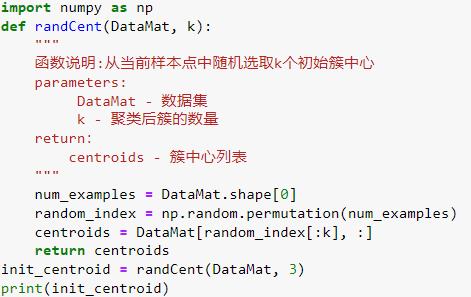 import numpy as np
def randCent(DataMat, k):
    """
    函数说明:从当前样本点中随机选取k个初始簇中心
    parameters:
         DataMat - 数据集
         k - 聚类后簇的数量
    return:
        centroids - 簇中心列表
    """
    num_examples = DataMat.shape[0]
    random_index = np.random.permutation(num_examples)
    centroids = DataMat[random_index[:k], :]
    return centroids
init_centroid = randCent(DataMat, 3)
print(init_centroid)